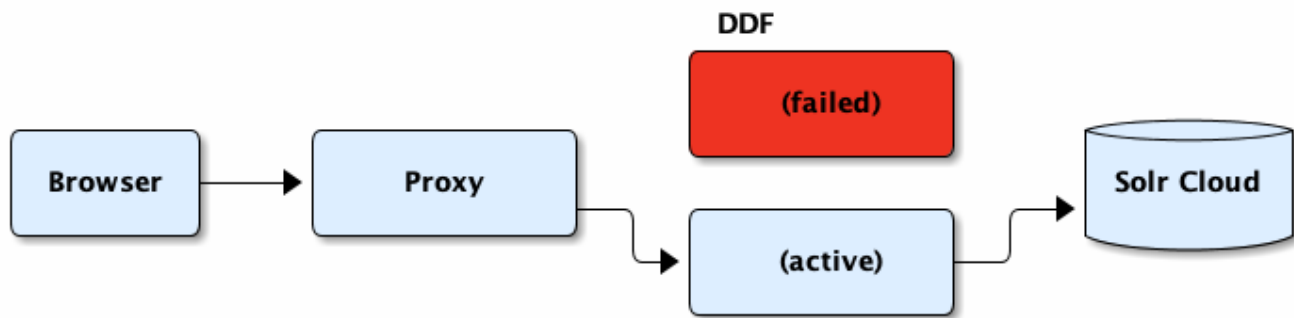 DDF
(failed)
Browser
Proxy
Solr Cloud
(active)